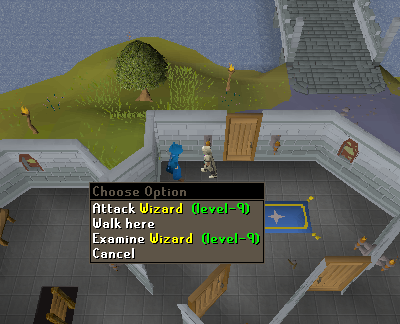 Choose Option
Attack Wizard (level-9)
Walk here
Examine Wizard (level-9)
Cancel